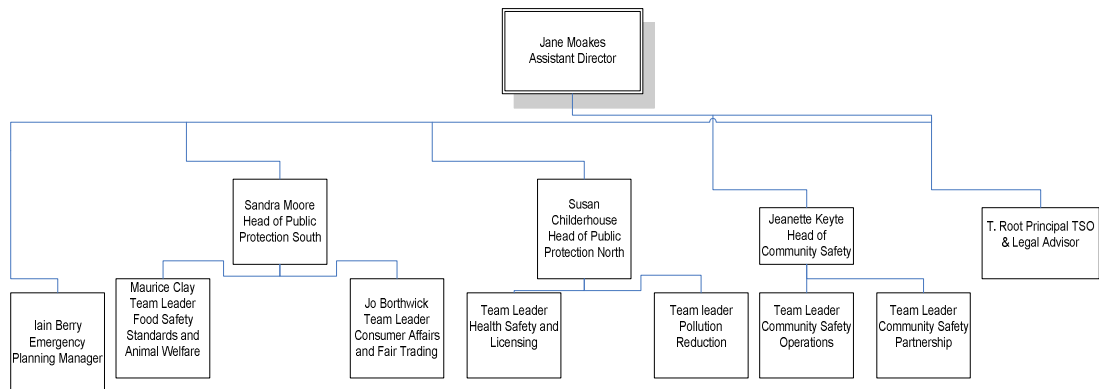 Jane Moakes
Assistant Director
Sandra Moore
Head of Public
Protection South
Susan
Childerhouse
Head of Public
Protection North
Jeanette Keyte
Head of
Community Safety
T. Root Principal TSO
& Legal Advisor
Iain Berry
Emergency
Planning Manager
Maurice Clay
Team Leader
Food Safety
Standards and
Animal Welfare
Jo Borthwick
Team Leader
Consumer Affairs
and Fair Trading
Team Leader
Health Safety and
Licensing
Team leader
Pollution
Reduction
Team Leader
Community Safety
Operations
Team Leader
Community Safety
Partnership